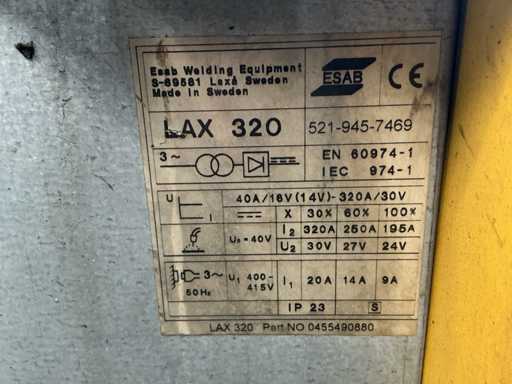 Esab Welding Equipment
S-69581 Laxå Sweden
Made in Sweden
ESAB
CE
LAX 320
521-945-7469
3~
EN 60974-1
IEC 974-1
U
I
40A/16V(14V)-320A/30V
X 30% 60% 100%
U₀=40V
I2 320A 250A 195A
U2 30V 27V 24V
3~ 50Hz
U1 400-415V
I1 20A 14A 9A
IP 23
S
LAX 320 Part NO 0455490880